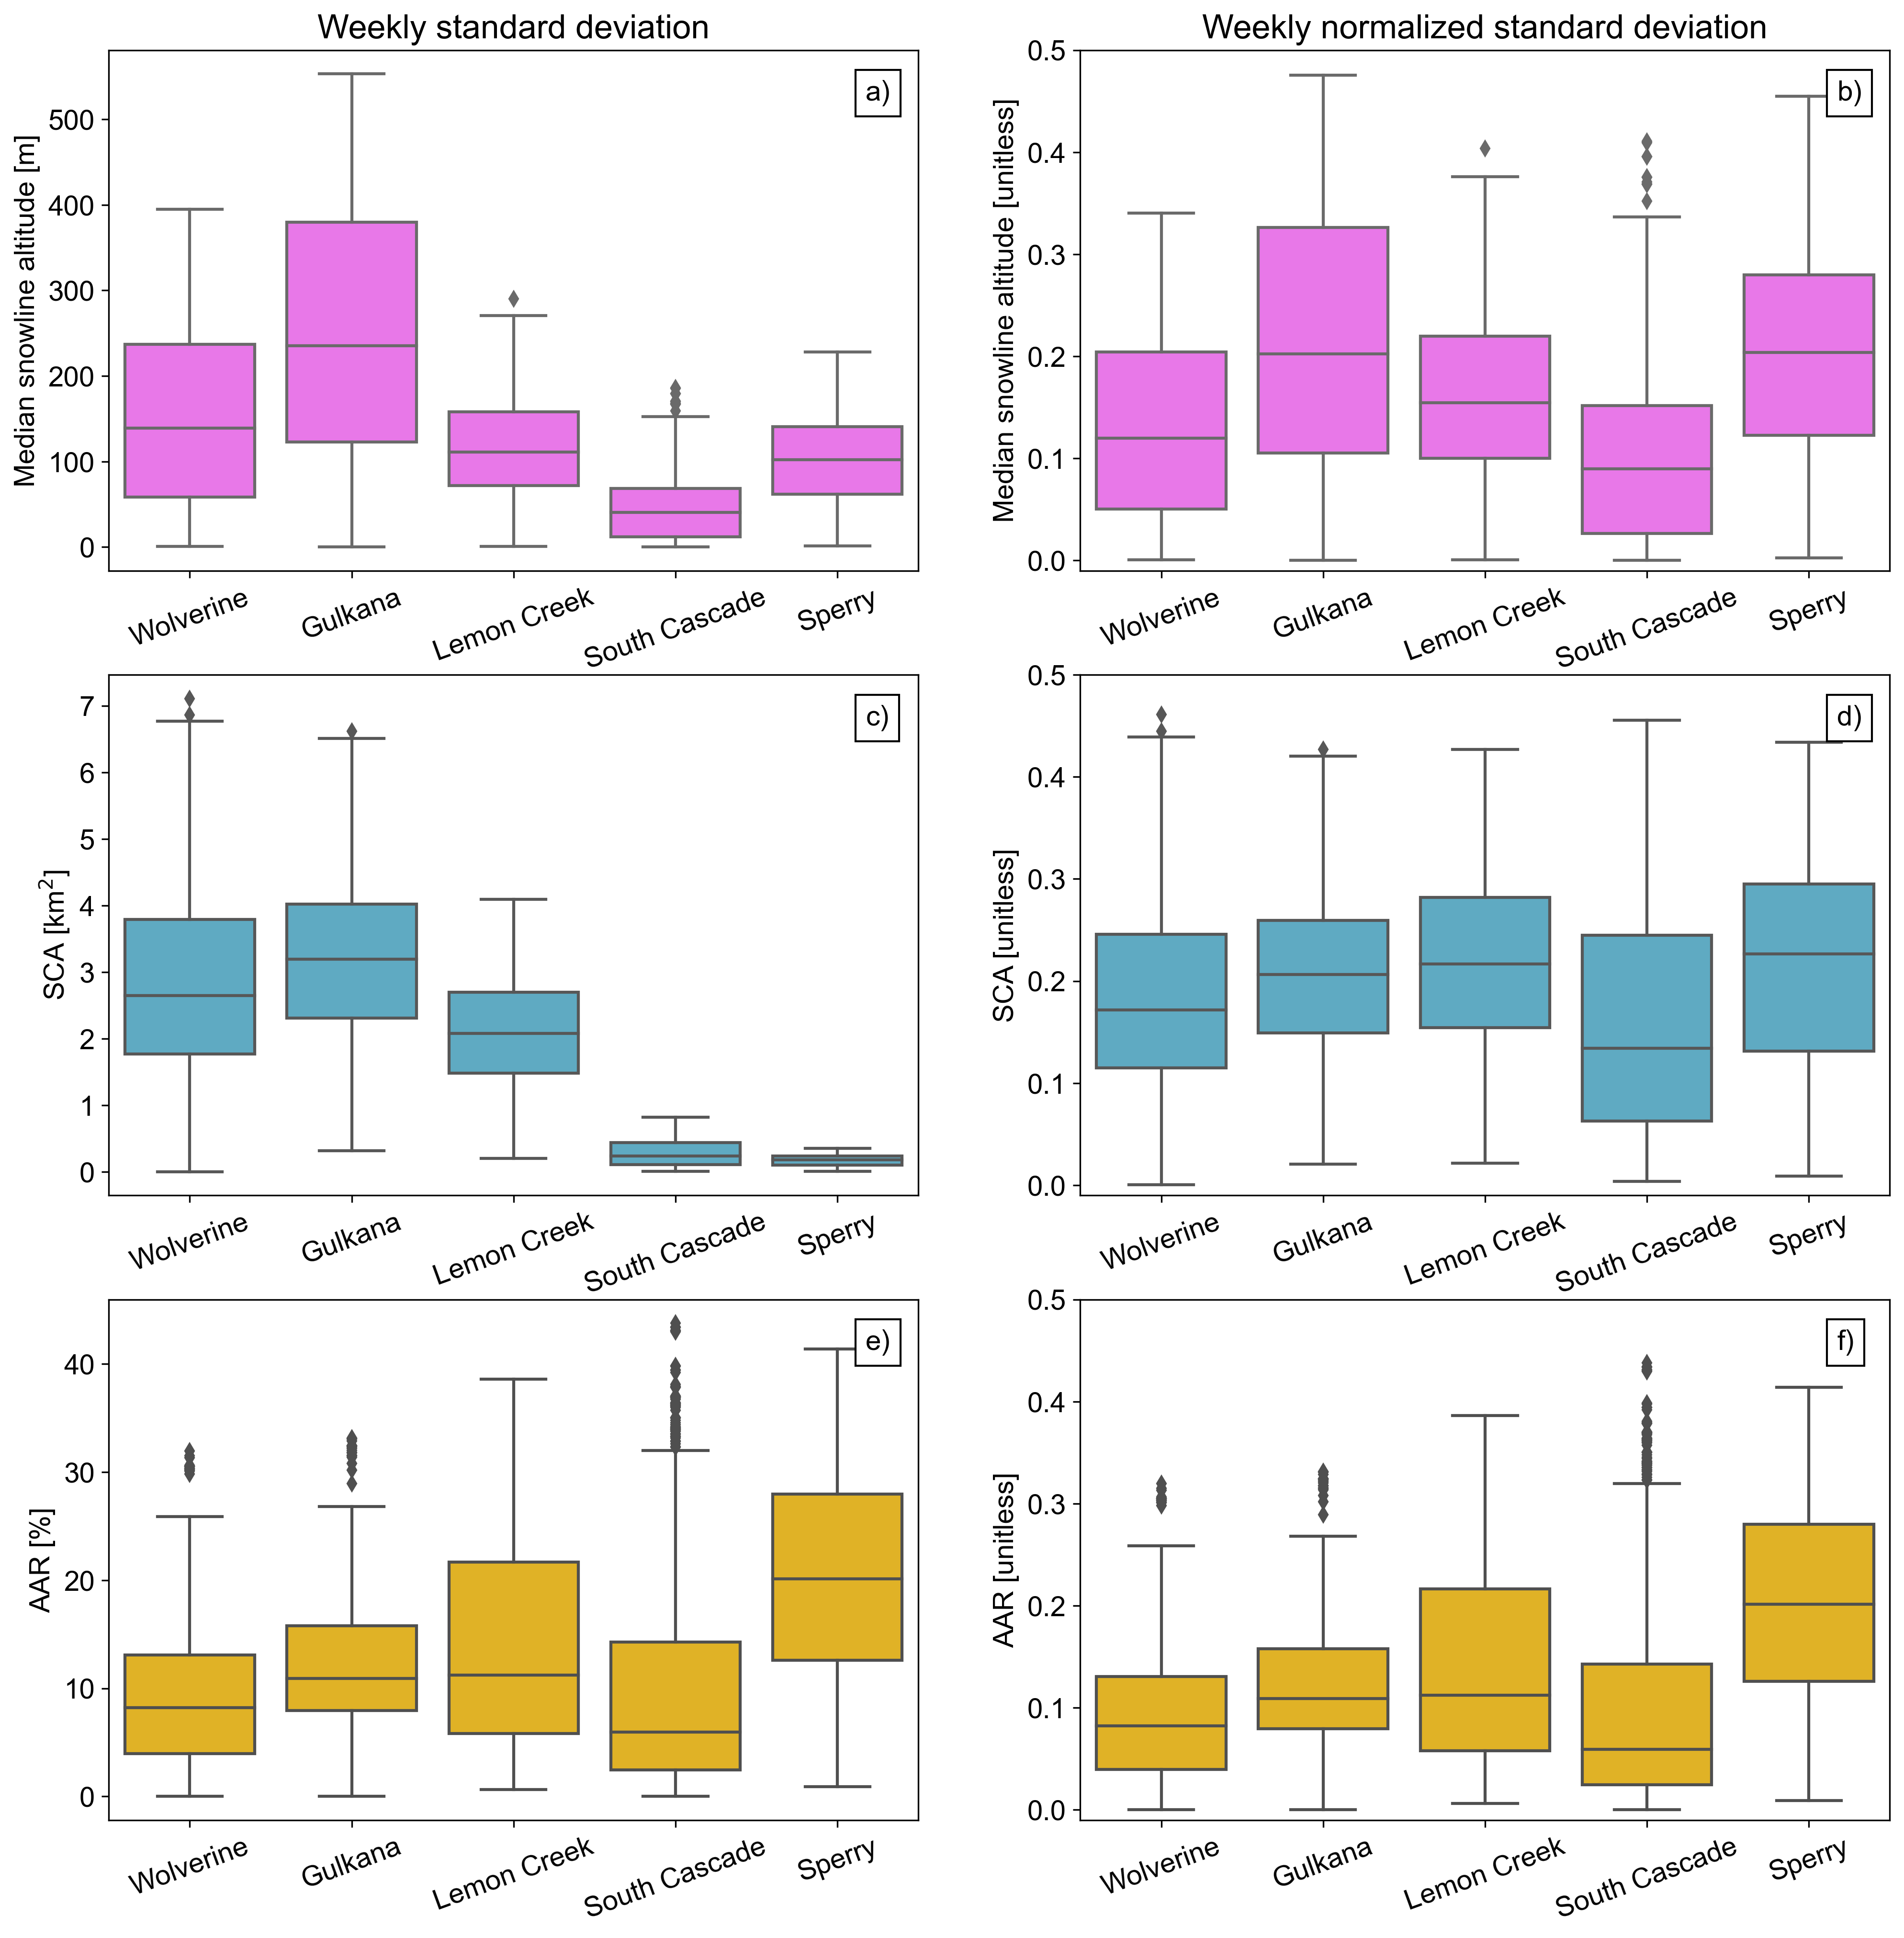 Weekly standard deviation
Weekly normalized standard deviation
a)
Median snowline altitude [m]
500
400
300
200
100
0
Wolverine
Gulkana
Lemon Creek
South Cascade
Sperry
b)
Median snowline altitude [unitless]
0.5
0.4
0.3
0.2
0.1
0.0
Wolverine
Gulkana
Lemon Creek
South Cascade
Sperry
c)
SCA [km²]
7
6
5
4
3
2
1
0
Wolverine
Gulkana
Lemon Creek
South Cascade
Sperry
d)
SCA [unitless]
0.5
0.4
0.3
0.2
0.1
0.0
Wolverine
Gulkana
Lemon Creek
South Cascade
Sperry
e)
AAR [%]
40
30
20
10
0
Wolverine
Gulkana
Lemon Creek
South Cascade
Sperry
f)
AAR [unitless]
0.5
0.4
0.3
0.2
0.1
0.0
Wolverine
Gulkana
Lemon Creek
South Cascade
Sperry